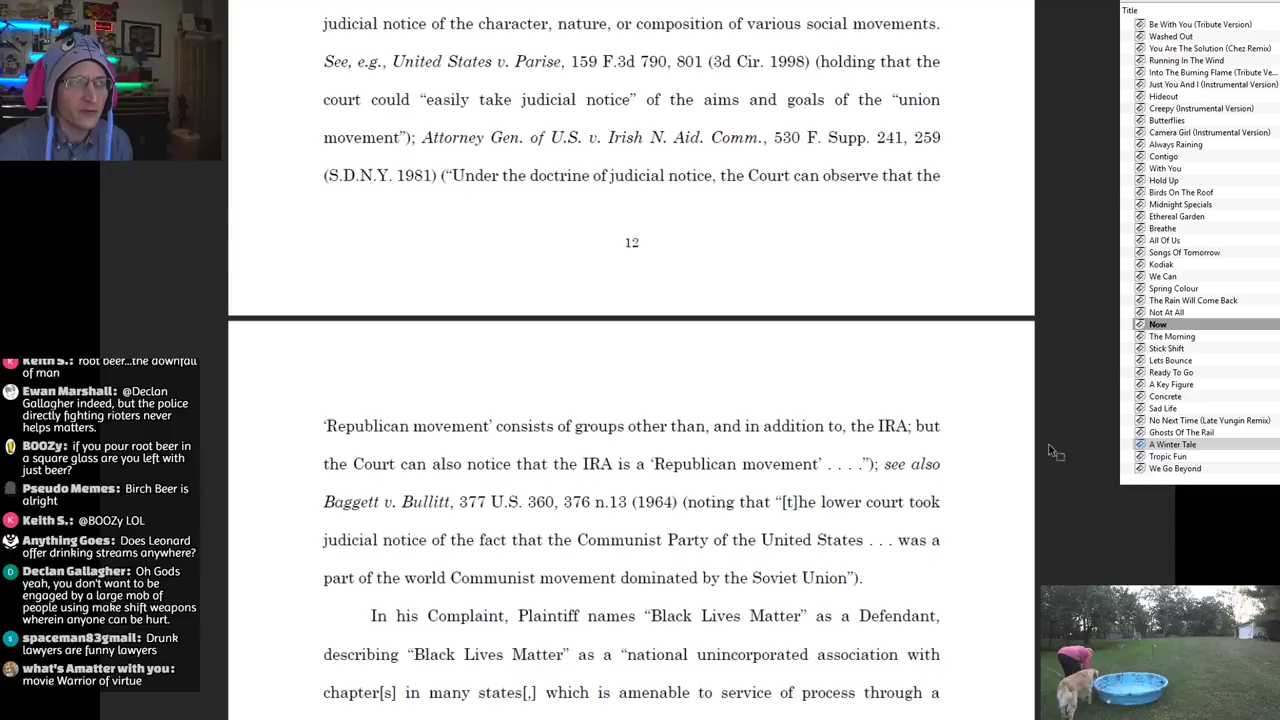 judicial notice of the character, nature, or composition of various social movements.
See, e.g., United States v. Parise, 159 F.3d 790, 801 (3d Cir. 1998) (holding that the
court could “easily take judicial notice” of the aims and goals of the “union
movement”); Attorney Gen. of U.S. v. Irish N. Aid. Comm., 530 F. Supp. 241, 259
(S.D.N.Y. 1981) (“Under the doctrine of judicial notice, the Court can observe that the
12
‘Republican movement’ consists of groups other than, and in addition to, the IRA; but
the Court can also notice that the IRA is a ‘Republican movement’ . . . .”); see also
Baggett v. Bullitt, 377 U.S. 360, 376 n.13 (1964) (noting that “[t]he lower court took
judicial notice of the fact that the Communist Party of the United States . . . was a
part of the world Communist movement dominated by the Soviet Union”).
In his Complaint, Plaintiff names “Black Lives Matter” as a Defendant,
describing “Black Lives Matter” as a “national unincorporated association with
chapter[s] in many states[,] which is amenable to service of process through a
Keith S.: root beer...the downfall
of man
Ewan Marshall: @Declan
Gallagher indeed, but the police
directly fighting rioters never
helps matters.
BOOZy: if you pour root beer in
a square glass are you left with
just beer?
Pseudo Memes: Birch Beer is
alright
Keith S.: @BOOZy LOL
Anything Goes: Does Leonard
offer drinking streams anywhere?
Declan Gallagher: Oh Gods
yeah, you don't want to be
engaged by a large mob of
people using make shift weapons
wherein anyone can be hurt.
spaceman83gmail: Drunk
lawyers are funny lawyers
what's Amatter with you:
movie Warrior of virtue
Title
Be With You (Tribute Version)
Washed Out
You Are The Solution (Chez Remix)
Running In The Wind
Into The Burning Flame (Tribute Ve...
Just You And I (Instrumental Version)
Hideout
Creepy (Instrumental Version)
Butterflies
Camera Girl (Instrumental Version)
Always Raining
Contigo
With You
Hold Up
Birds On The Roof
Midnight Specials
Ethereal Garden
Breathe
All Of Us
Songs Of Tomorrow
Kodiak
We Can
Spring Colour
The Rain Will Come Back
Not At All
Now
The Morning
Stick Shift
Lets Bounce
Ready To Go
A Key Figure
Concrete
Sad Life
No Next Time (Late Yungin Remix)
Ghosts Of The Rail
A Winter Tale
Tropic Fun
We Go Beyond